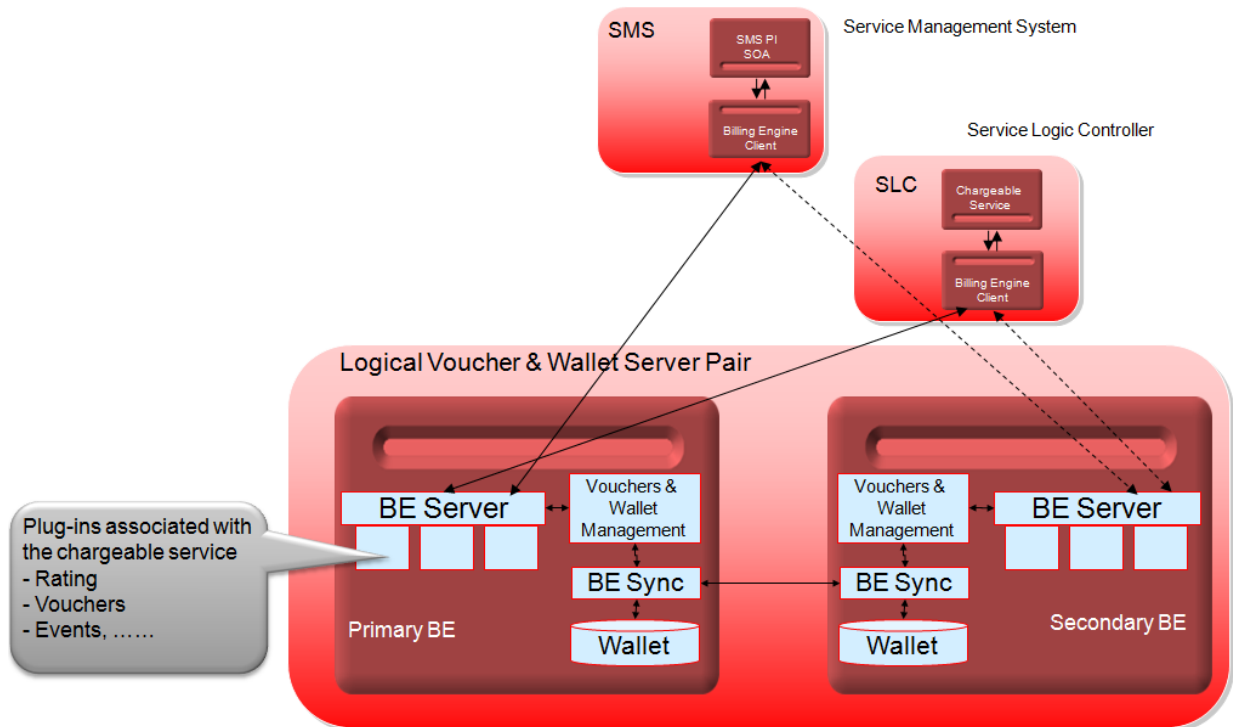 SMS
SMS PI
SOA
Billing Engine
Client
Service Management System
Service Logic Controller
SLC
Chargeable
Service
Billing Engine
Client
Logical Voucher & Wallet Server Pair
BE Server
Vouchers &
Wallet
Management
BE Sync
Wallet
Primary BE
Vouchers &
Wallet
Management
BE Server
BE Sync
Wallet
Secondary BE
Plug-ins associated with
the chargeable service
- Rating
- Vouchers
- Events, ……